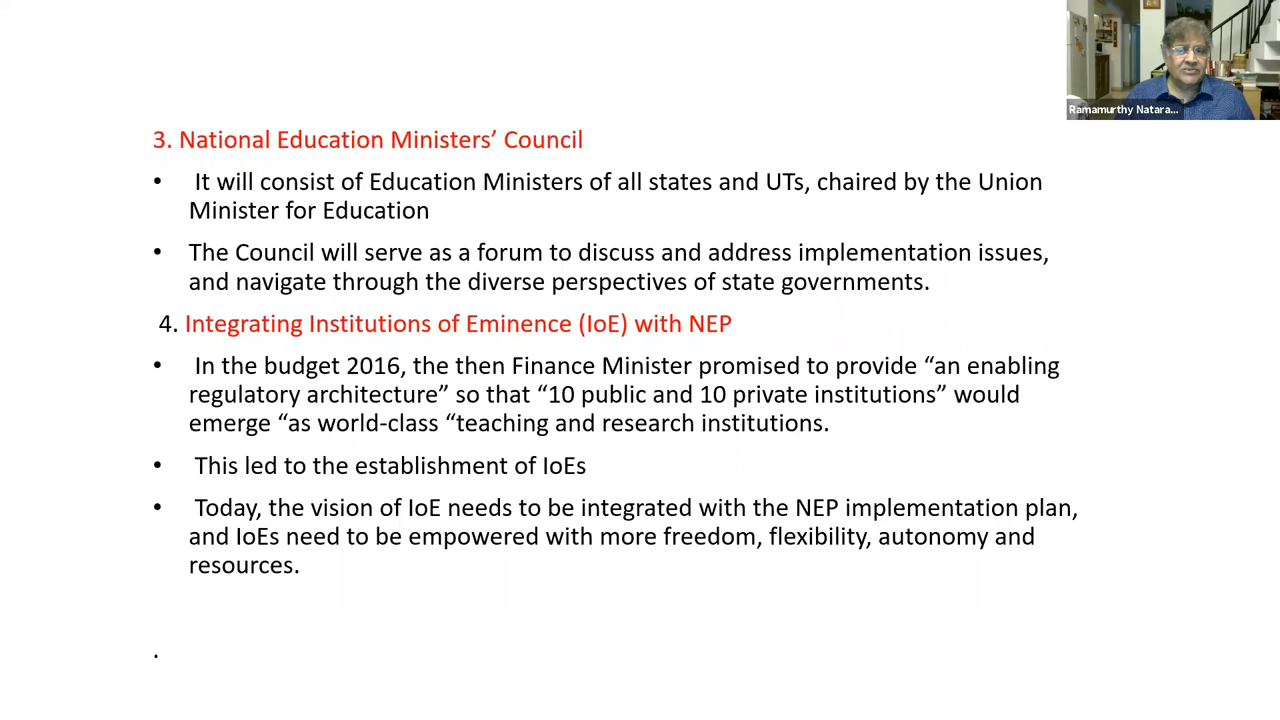 Ramamurthy Natara...
3. National Education Ministers’ Council
• It will consist of Education Ministers of all states and UTs, chaired by the Union
Minister for Education
• The Council will serve as a forum to discuss and address implementation issues,
and navigate through the diverse perspectives of state governments.
4. Integrating Institutions of Eminence (IoE) with NEP
• In the budget 2016, the then Finance Minister promised to provide “an enabling
regulatory architecture” so that “10 public and 10 private institutions” would
emerge “as world-class “teaching and research institutions.
• This led to the establishment of IoEs
• Today, the vision of IoE needs to be integrated with the NEP implementation plan,
and IoEs need to be empowered with more freedom, flexibility, autonomy and
resources.
.